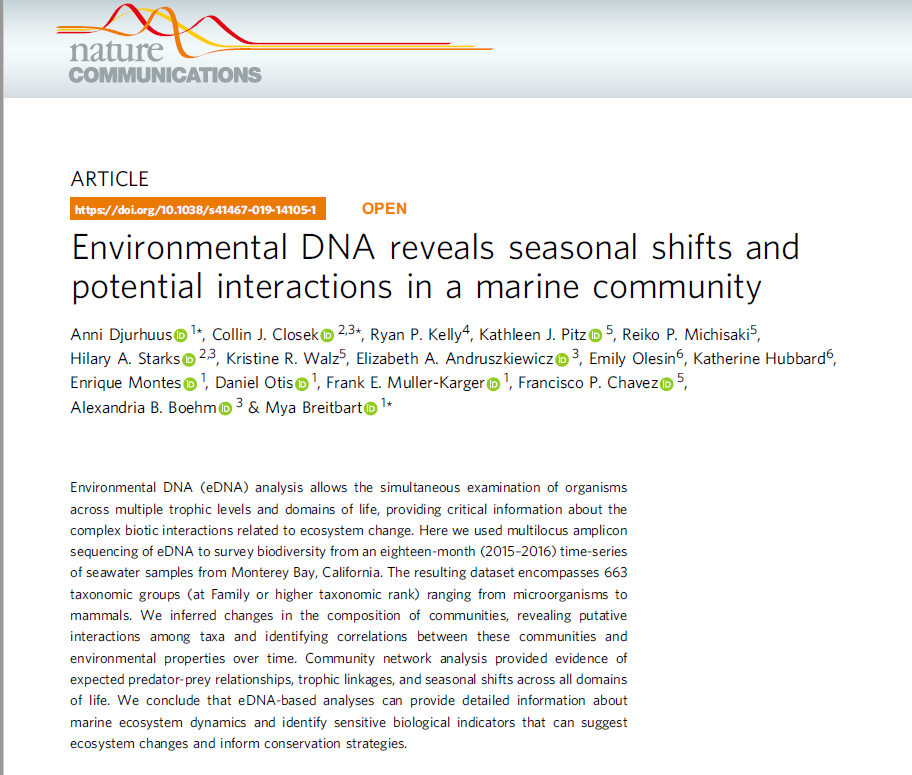 nature
COMMUNICATIONS
ARTICLE
https://doi.org/10.1038/s41467-019-14105-1 OPEN
Environmental DNA reveals seasonal shifts and
potential interactions in a marine community
Anni Djurhuus 1*, Collin J. Closek 2,3*, Ryan P. Kelly4, Kathleen J. Pitz 5, Reiko P. Michisaki5,
Hilary A. Starks 2,3, Kristine R. Walz5, Elizabeth A. Andruszkiewicz 3, Emily Olesin6, Katherine Hubbard6,
Enrique Montes 1, Daniel Otis 1, Frank E. Muller-Karger 1, Francisco P. Chavez 5,
Alexandria B. Boehm 3 & Mya Breitbart 1*
Environmental DNA (eDNA) analysis allows the simultaneous examination of organisms
across multiple trophic levels and domains of life, providing critical information about the
complex biotic interactions related to ecosystem change. Here we used multilocus amplicon
sequencing of eDNA to survey biodiversity from an eighteen-month (2015–2016) time-series
of seawater samples from Monterey Bay, California. The resulting dataset encompasses 663
taxonomic groups (at Family or higher taxonomic rank) ranging from microorganisms to
mammals. We inferred changes in the composition of communities, revealing putative
interactions among taxa and identifying correlations between these communities and
environmental properties over time. Community network analysis provided evidence of
expected predator-prey relationships, trophic linkages, and seasonal shifts across all domains
of life. We conclude that eDNA-based analyses can provide detailed information about
marine ecosystem dynamics and identify sensitive biological indicators that can suggest
ecosystem changes and inform conservation strategies.